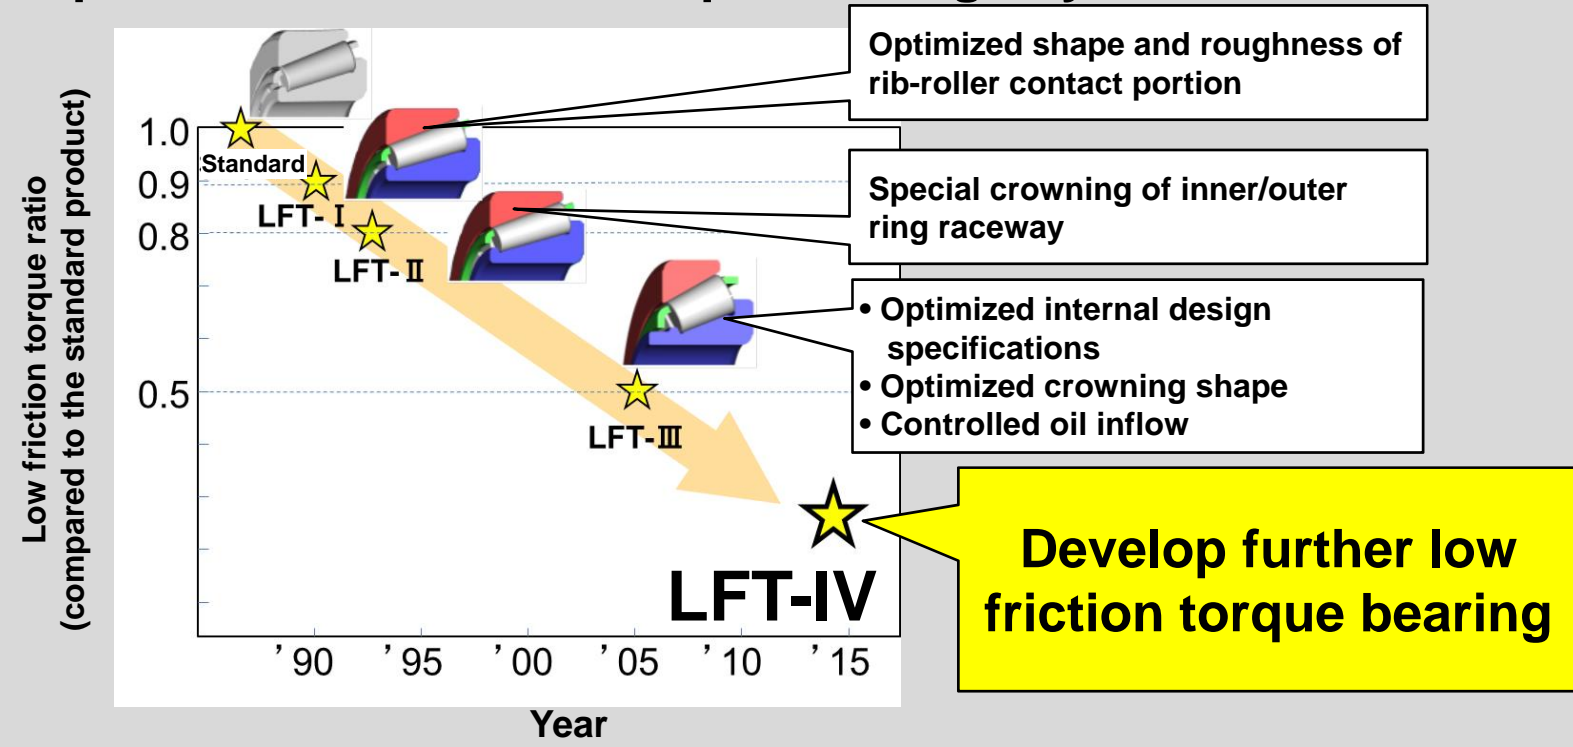 Optimized shape and roughness of
rib-roller contact portion
Special crowning of inner/outer
ring raceway
• Optimized internal design
specifications
• Optimized crowning shape
• Controlled oil inflow
Develop further low
friction torque bearing
Low friction torque ratio
(compared to the standard product)
1.0
0.9
0.8
0.5
Standard
LFT-Ⅰ
LFT-Ⅱ
LFT-Ⅲ
LFT-IV
’90 ’95 ’00 ’05 ’10 ’15
Year